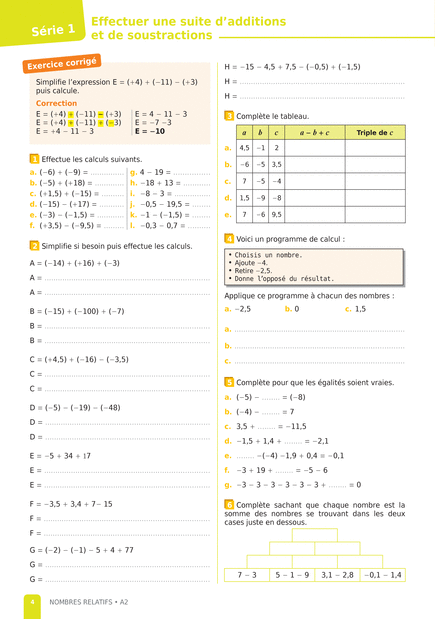 Série 1
Effectuer une suite d'additions
et de soustractions
Exercice corrigé
Simplifie l'expression E = (+4) + (−11) − (+3)
puis calcule.
Correction
E = (+4) + (−11) − (+3)
E = (+4) + (−11) + (−3)
E = +4 − 11 − 3
E = 4 − 11 − 3
E = −7 −3
E = −10
1 Effectue les calculs suivants.
a. (−6) + (−9) = ..............
b. (−5) + (+18) = ............
c. (+1,5) + (−15) = .........
d. (−15) − (+17) = ..........
e. (−3) − (−1,5) = ...........
f. (+3,5) − (−9,5) = .........
g. 4 − 19 = ..............
h. −18 + 13 = ..............
i. −8 − 3 = ..............
j. −0,5 − 19,5 = ..........
k. −1 − (−1,5) = ..........
l. −0,3 − 0,7 = ..........
2 Simplifie si besoin puis effectue les calculs.
A = (−14) + (+16) + (−3)
A = ..............................
A = ..............................
B = (−15) + (−100) + (−7)
B = ..............................
B = ..............................
C = (+4,5) + (−16) − (−3,5)
C = ..............................
C = ..............................
D = (−5) − (−19) − (−48)
D = ..............................
D = ..............................
E = −5 + 34 + 17
E = ..............................
E = ..............................
F = −3,5 + 3,4 + 7− 15
F = ..............................
F = ..............................
G = (−2) − (−1) − 5 + 4 + 77
G = ..............................
G = ..............................
H = −15 − 4,5 + 7,5 − (−0,5) + (−1,5)
H = ..............................
H = ..............................
3 Complète le tableau.
a b c a − b + c Triple de c
a. 4,5 −1 2
b. −6 −5 3,5
c. 7 −5 −4
d. 1,5 −9 −8
e. 7 −6 9,5
4 Voici un programme de calcul :
• Choisis un nombre.
• Ajoute −4.
• Retire −2,5.
• Donne l'opposé du résultat.
Applique ce programme à chacun des nombres :
a. −2,5 b. 0 c. 1,5
a. ..............................
b. ..............................
c. ..............................
5 Complète pour que les égalités soient vraies.
a. (−5) − ........ = (−8)
b. (−4) − ........ = 7
c. 3,5 + ........ = −11,5
d. −1,5 + 1,4 + ........ = −2,1
e. ........ −(−4) −1,9 + 0,4 = −0,1
f. −3 + 19 + ........ = −5 − 6
g. −3 − 3 − 3 − 3 − 3 − 3 + ........ = 0
6 Complète sachant que chaque nombre est la
somme des nombres se trouvant dans les deux
cases juste en dessous.
7 − 3 5 − 1 − 9 3,1 − 2,8 −0,1 − 1,4
4 NOMBRES RELATIFS • A2